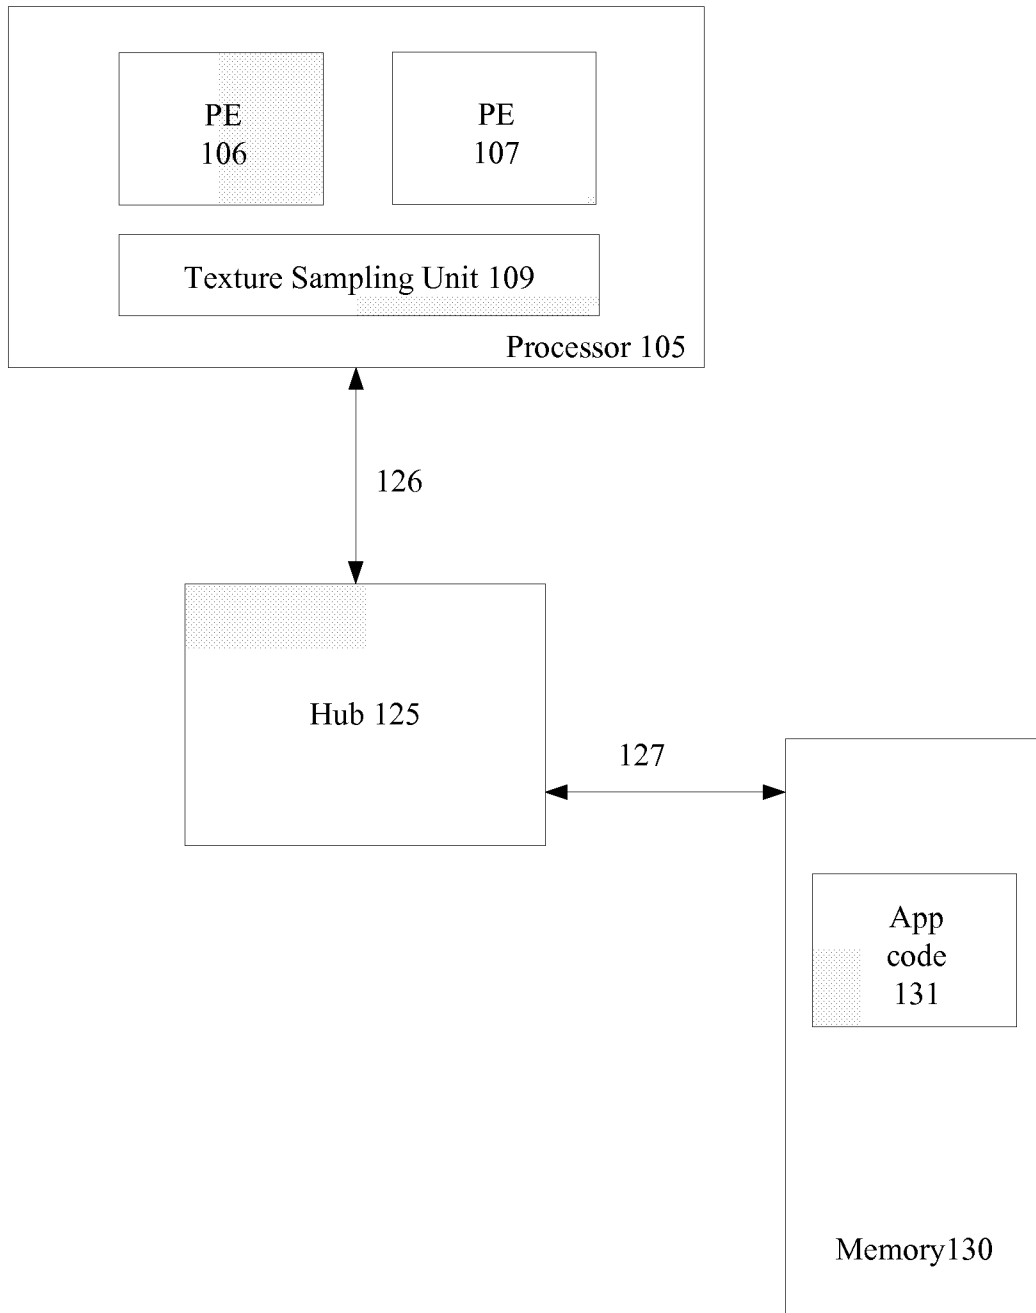 PE
106
PE
107
Texture Sampling Unit 109
Processor 105
126
Hub 125
127
App
code
131
Memory130